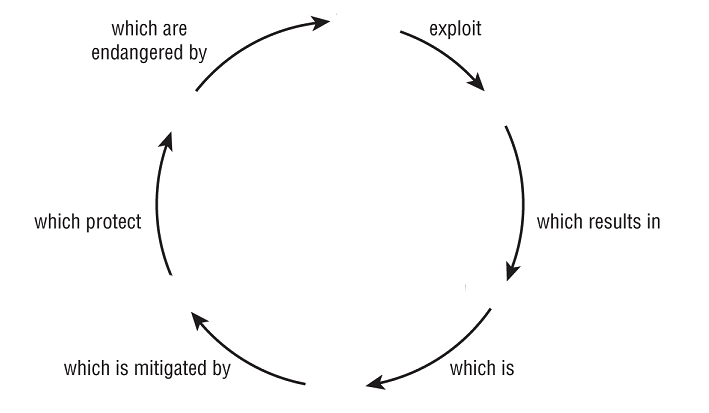 which are
endangered by
exploit
which protect
which results in
which is mitigated by
which is